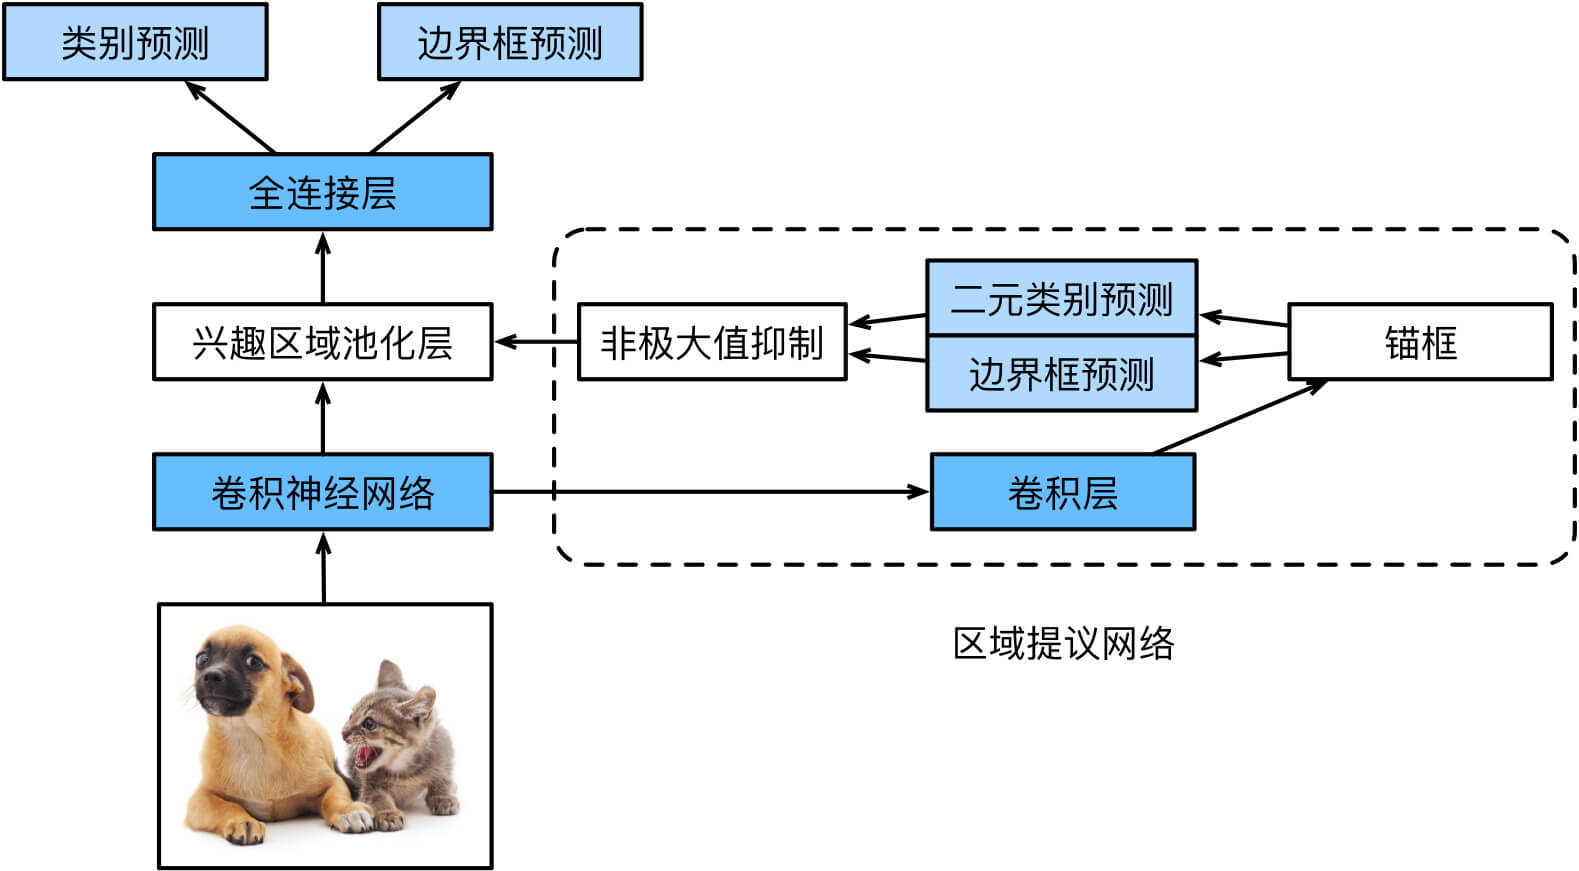 类别预测
边界框预测
全连接层
二元类别预测
兴趣区域池化层
非极大值抑制
锚框
边界框预测
卷积神经网络
卷积层
区域提议网络